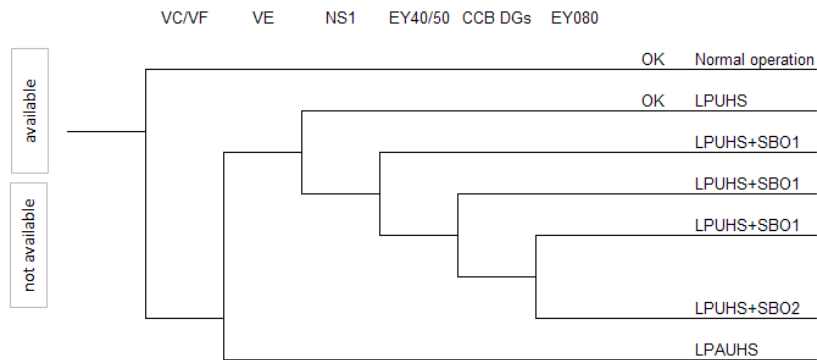 VC/VF VE NS1 EY40/50 CCB DGs EY080
OK Normal operation
available
OK LPUHS
LPUHS+SBO1
LPUHS+SBO1
not available
LPUHS+SBO1
LPUHS+SBO2
LPAUHS